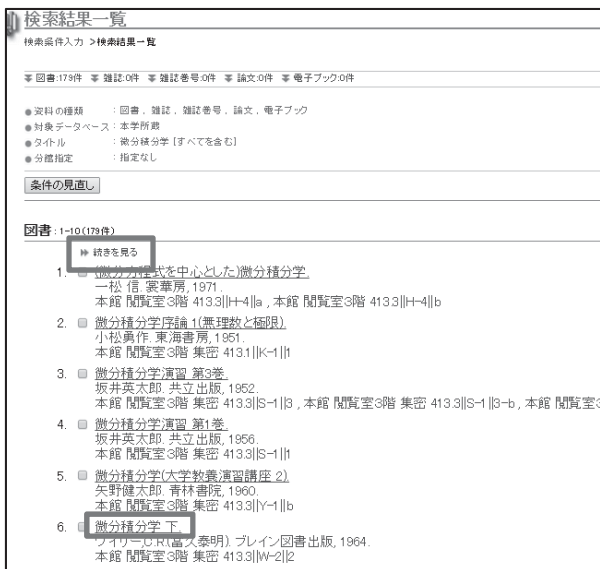 検索結果一覧
検索条件入力 >検索結果一覧
図書:179件 雑誌:0件 雑誌巻号:0件 論文:0件 電子ブック:0件
●資料の種類 : 図書, 雑誌, 雑誌巻号, 論文, 電子ブック
●対象データベース : 本学所蔵
●タイトル : 微分積分学 [すべてを含む]
●分館指定 : 指定なし
条件の見直し
図書 : 1-10(179件)
続きを見る
1. (微分方程式を中心とした)微分積分学.
一松 信. 裳華房, 1971.
本館 閲覧室3階 413.3||H-4||a , 本館 閲覧室3階 413.3||H-4||b
2. 微分積分学序論 1(無理数と極限).
小松勇作. 東海書房, 1951.
本館 閲覧室3階 集密 413.1||K-1||1
3. 微分積分学演習 第3巻.
坂井英太郎. 共立出版, 1952.
本館 閲覧室3階 集密 413.3||S-1||3 , 本館 閲覧室3階 集密 413.3||S-1||3-b , 本館 閲覧室3
4. 微分積分学演習 第1巻.
坂井英太郎. 共立出版, 1956.
本館 閲覧室3階 集密 413.3||S-1||1
5. 微分積分学(大学教養演習講座 2).
矢野健太郎. 青林書院, 1960.
本館 閲覧室3階 集密 413.3||Y-1||b
6. 微分積分学 下.
ワイリー,C.R.(富久泰明). ブレイン図書出版, 1964.
本館 閲覧室3階 集密 413.3||W-2||2